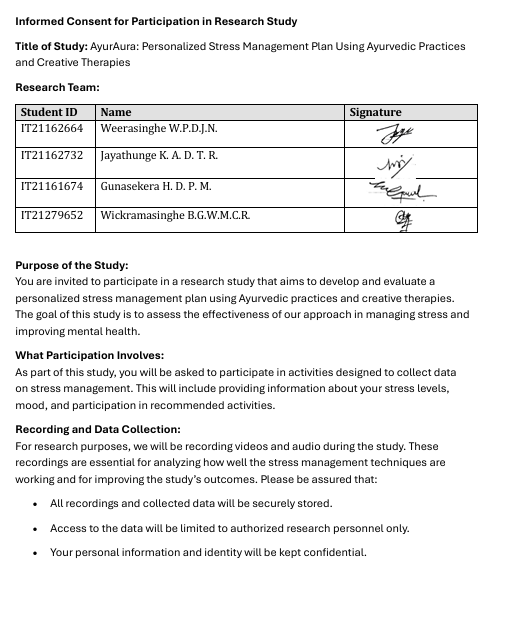 Informed Consent for Participation in Research Study
Title of Study: AyurAura: Personalized Stress Management Plan Using Ayurvedic Practices
and Creative Therapies
Research Team:
Student ID Name Signature
IT21162664 Weerasinghe W.P.D.J.N.
IT21162732 Jayathunge K. A. D. T. R.
IT21161674 Gunasekera H. D. P. M.
IT21279652 Wickramasinghe B.G.W.M.C.R.
Purpose of the Study:
You are invited to participate in a research study that aims to develop and evaluate a
personalized stress management plan using Ayurvedic practices and creative therapies.
The goal of this study is to assess the effectiveness of our approach in managing stress and
improving mental health.
What Participation Involves:
As part of this study, you will be asked to participate in activities designed to collect data
on stress management. This will include providing information about your stress levels,
mood, and participation in recommended activities.
Recording and Data Collection:
For research purposes, we will be recording videos and audio during the study. These
recordings are essential for analyzing how well the stress management techniques are
working and for improving the study’s outcomes. Please be assured that:
• All recordings and collected data will be securely stored.
• Access to the data will be limited to authorized research personnel only.
• Your personal information and identity will be kept confidential.